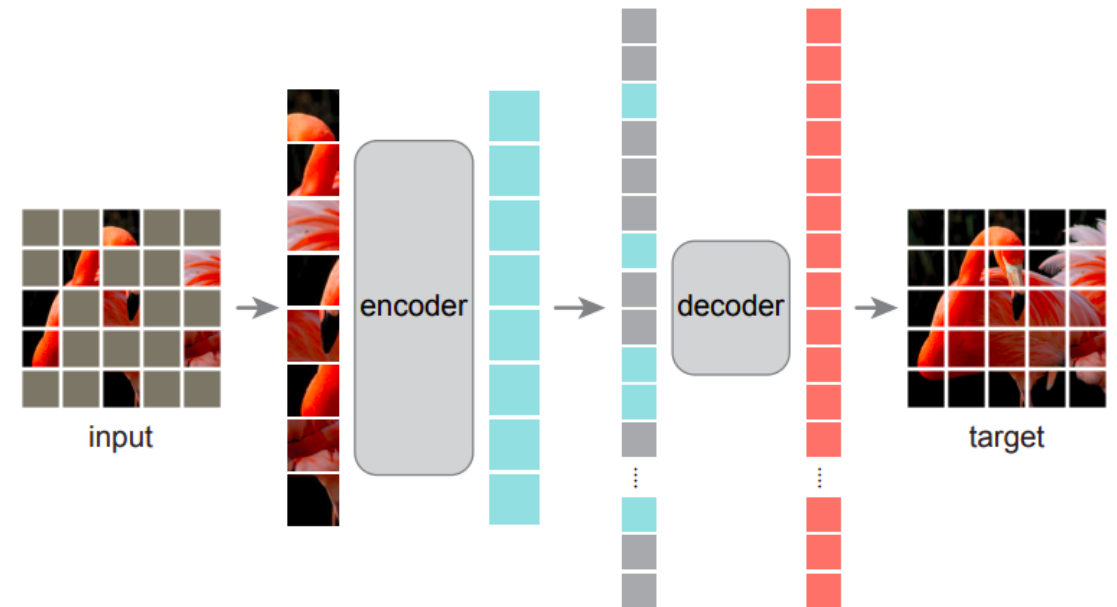 input
encoder
decoder
target